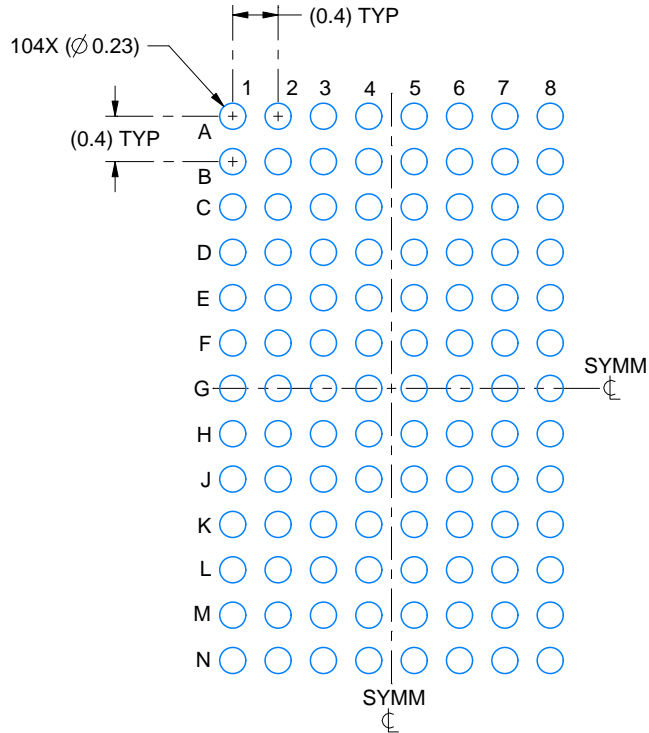 (0.4) TYP
104X (∅ 0.23)
1 2 3 4 5 6 7 8
A
(0.4) TYP
B
C
D
E
F
SYMM
G
℄
H
J
K
L
M
N
SYMM
℄